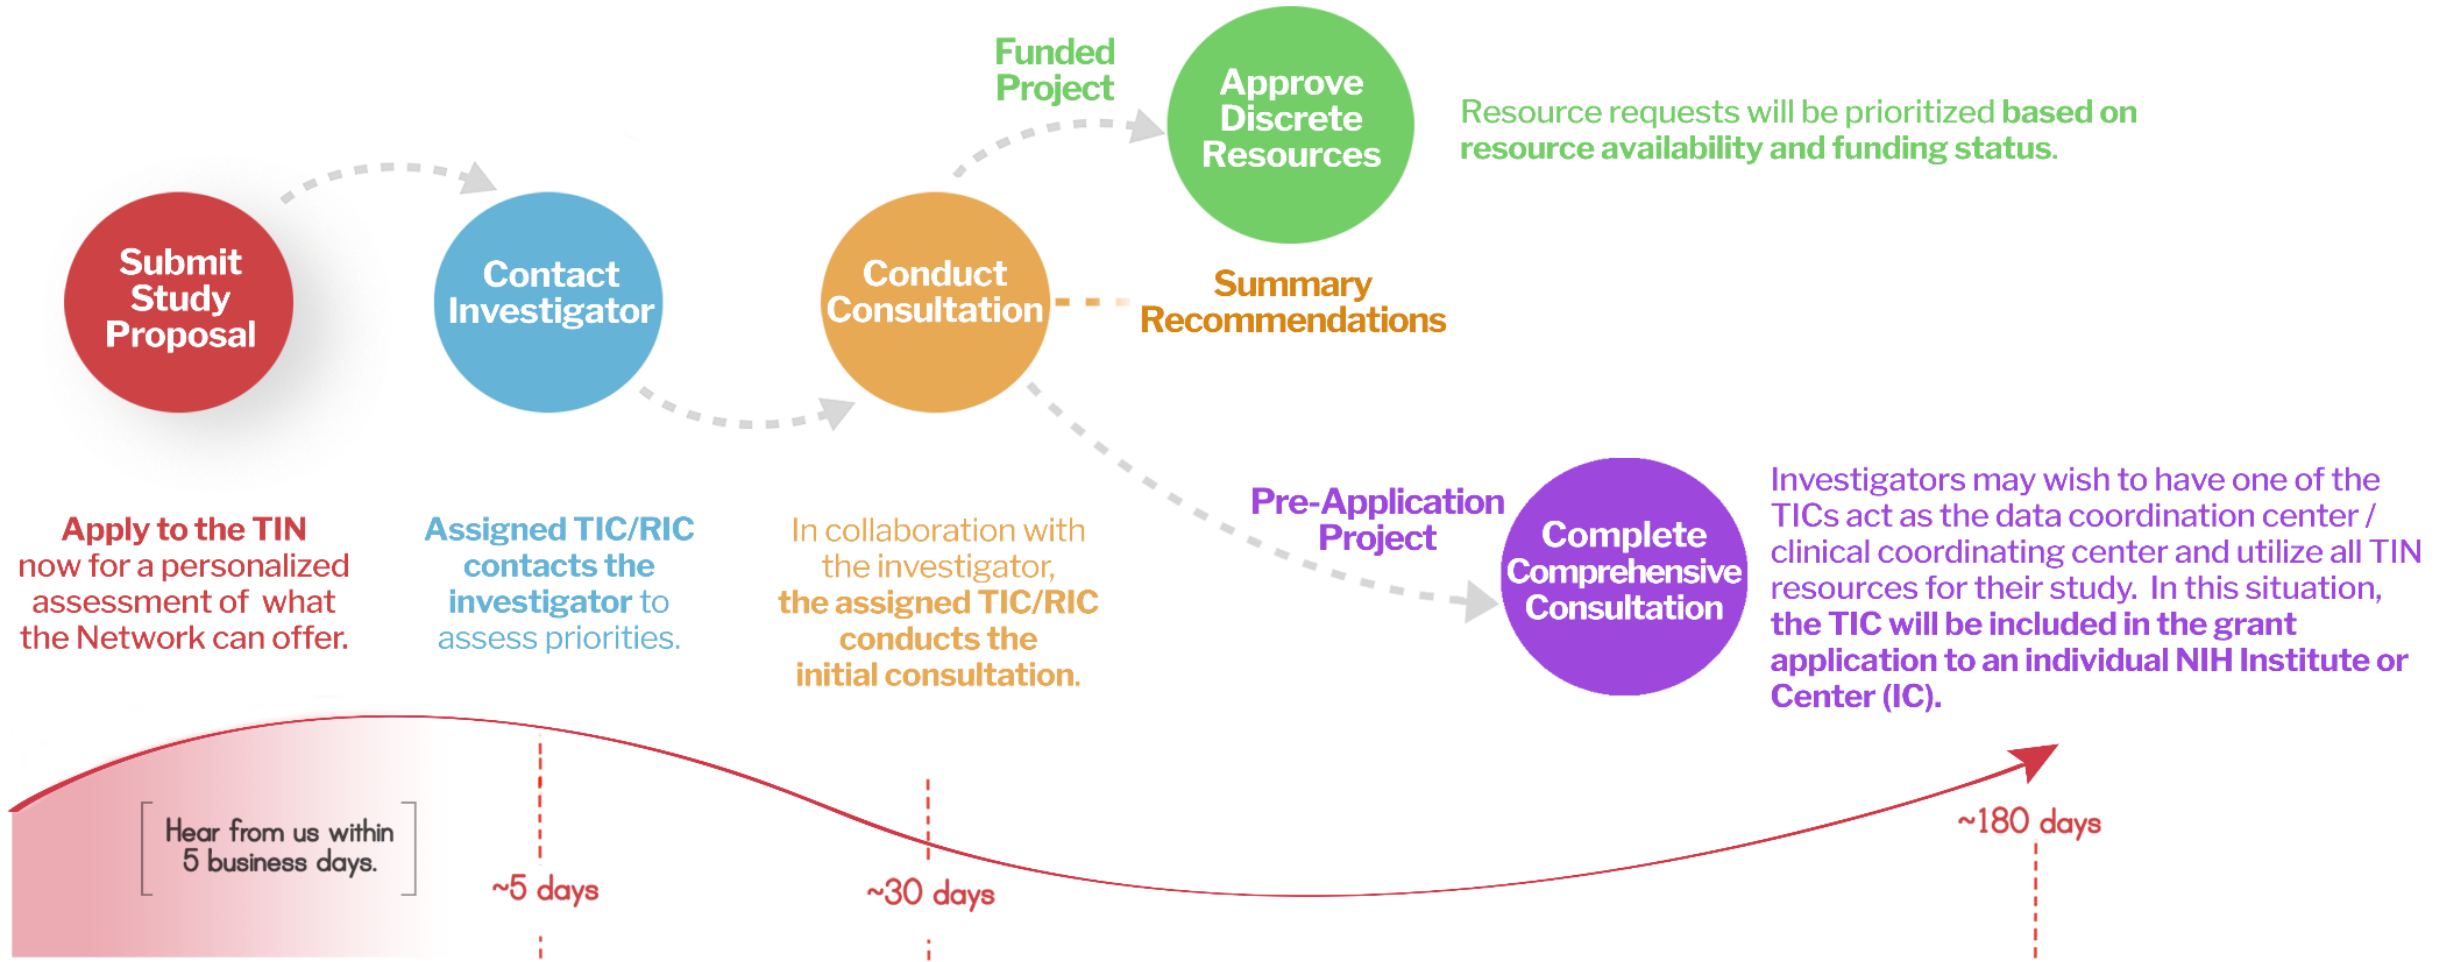 Submit
Study
Proposal
Apply to the TIN
now for a personalized
assessment of what
the Network can offer.
Contact
Investigator
Assigned TIC/RIC
contacts the
investigator to
assess priorities.
Conduct
Consultation
In collaboration with
the investigator,
the assigned TIC/RIC
conducts the
initial consultation.
Funded
Project
Approve
Discrete
Resources
Resource requests will be prioritized based on
resource availability and funding status.
Summary
Recommendations
Pre-Application
Project
Complete
Comprehensive
Consultation
Investigators may wish to have one of the
TICs act as the data coordination center /
clinical coordinating center and utilize all TIN
resources for their study. In this situation,
the TIC will be included in the grant
application to an individual NIH Institute or
Center (IC).
Hear from us within
5 business days.
~5 days
~30 days
~180 days